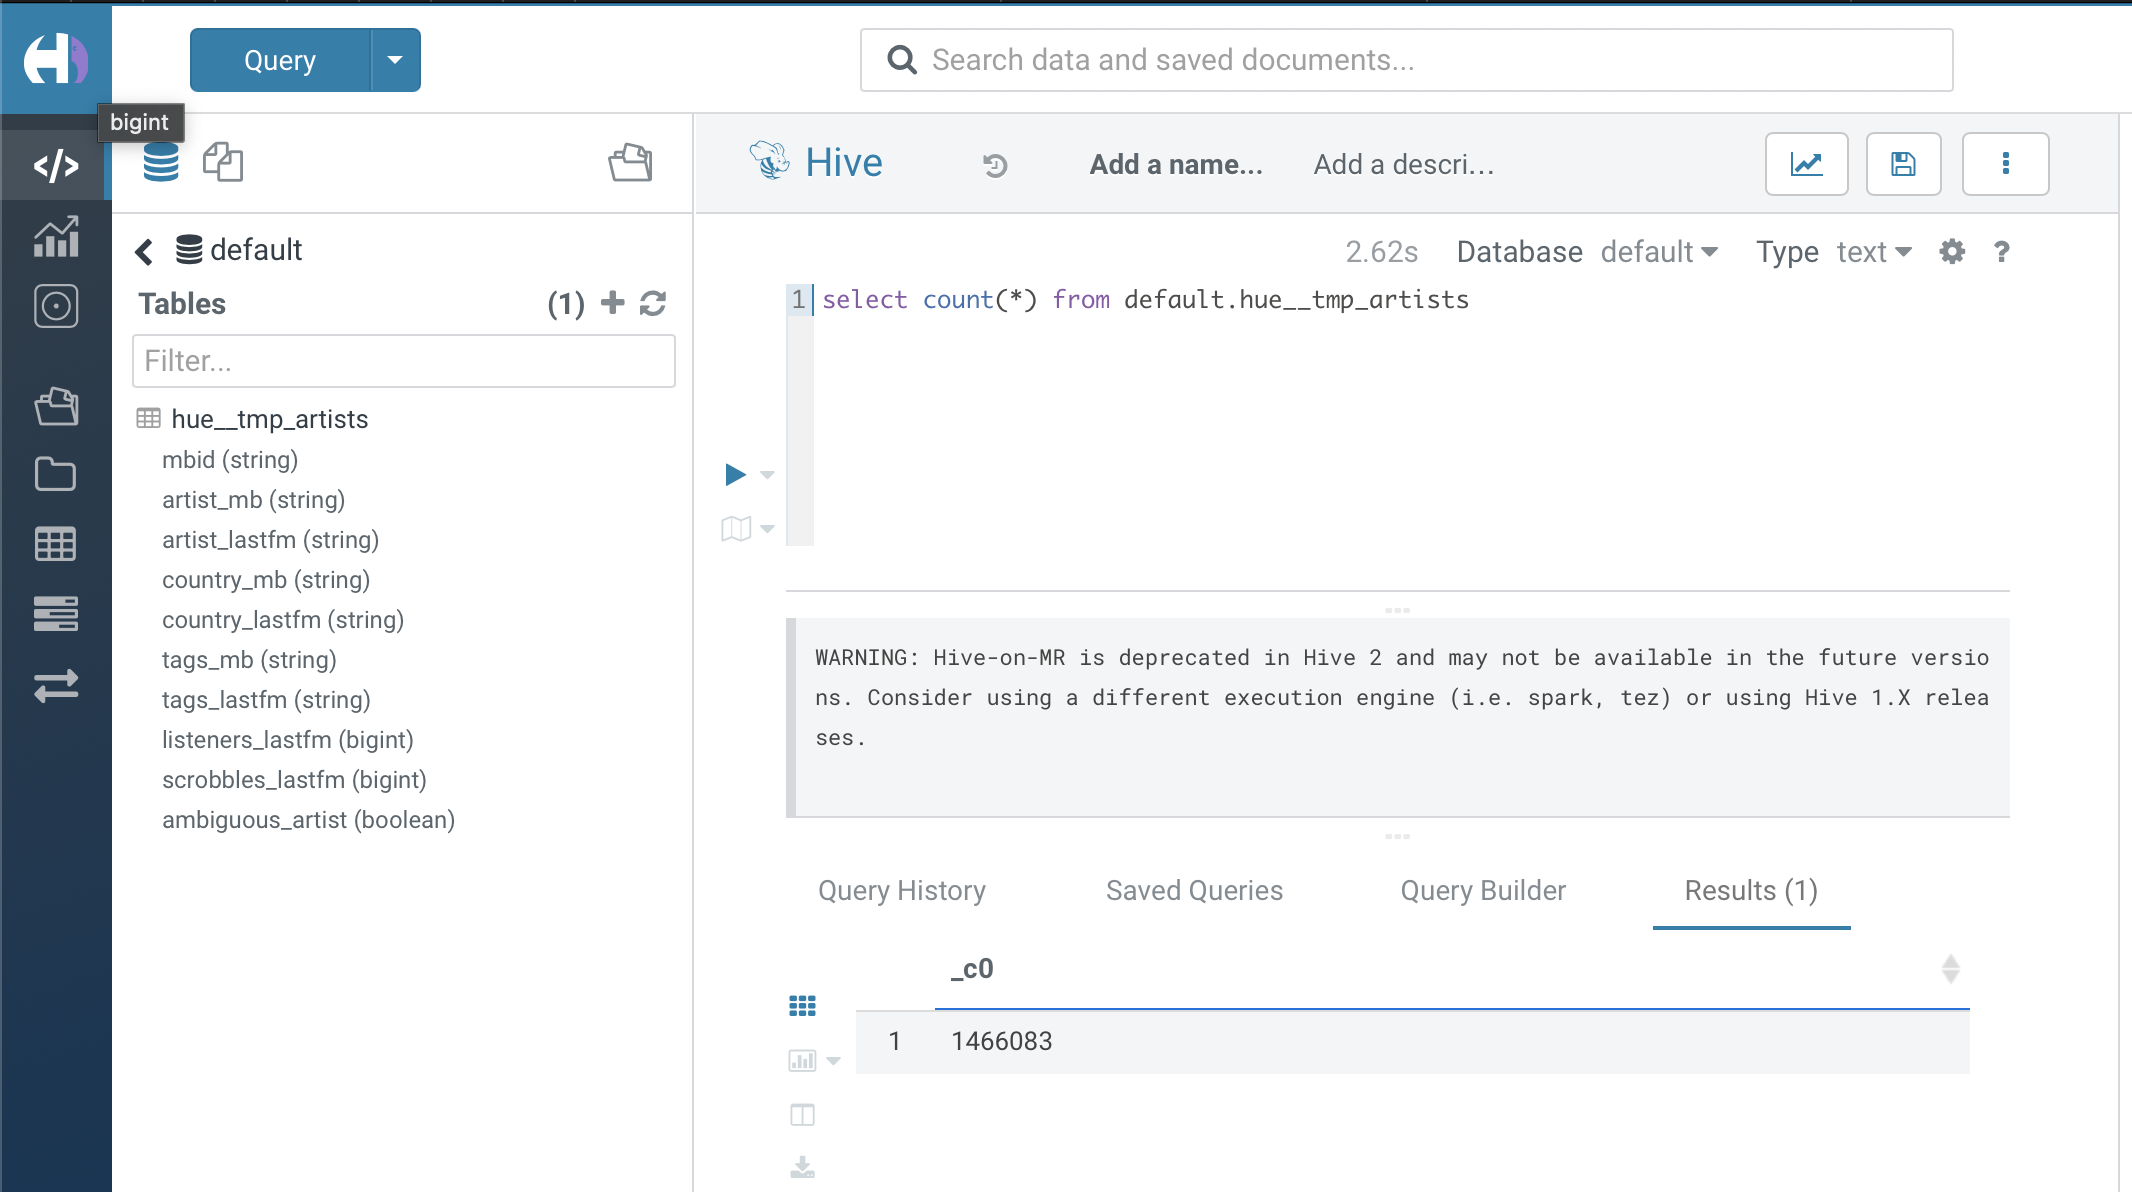 Query
Search data and saved documents...
bigint
default
Tables (1)
Filter...
hue__tmp_artists
mbid (string)
artist_mb (string)
artist_lastfm (string)
country_mb (string)
country_lastfm (string)
tags_mb (string)
tags_lastfm (string)
listeners_lastfm (bigint)
scrobbles_lastfm (bigint)
ambiguous_artist (boolean)
Hive Add a name... Add a descri...
2.62s Database default Type text ?
1 select count(*) from default.hue__tmp_artists
WARNING: Hive-on-MR is deprecated in Hive 2 and may not be available in the future versio
ns. Consider using a different execution engine (i.e. spark, tez) or using Hive 1.X relea
ses.
Query History Saved Queries Query Builder Results (1)
_c0
1 1466083